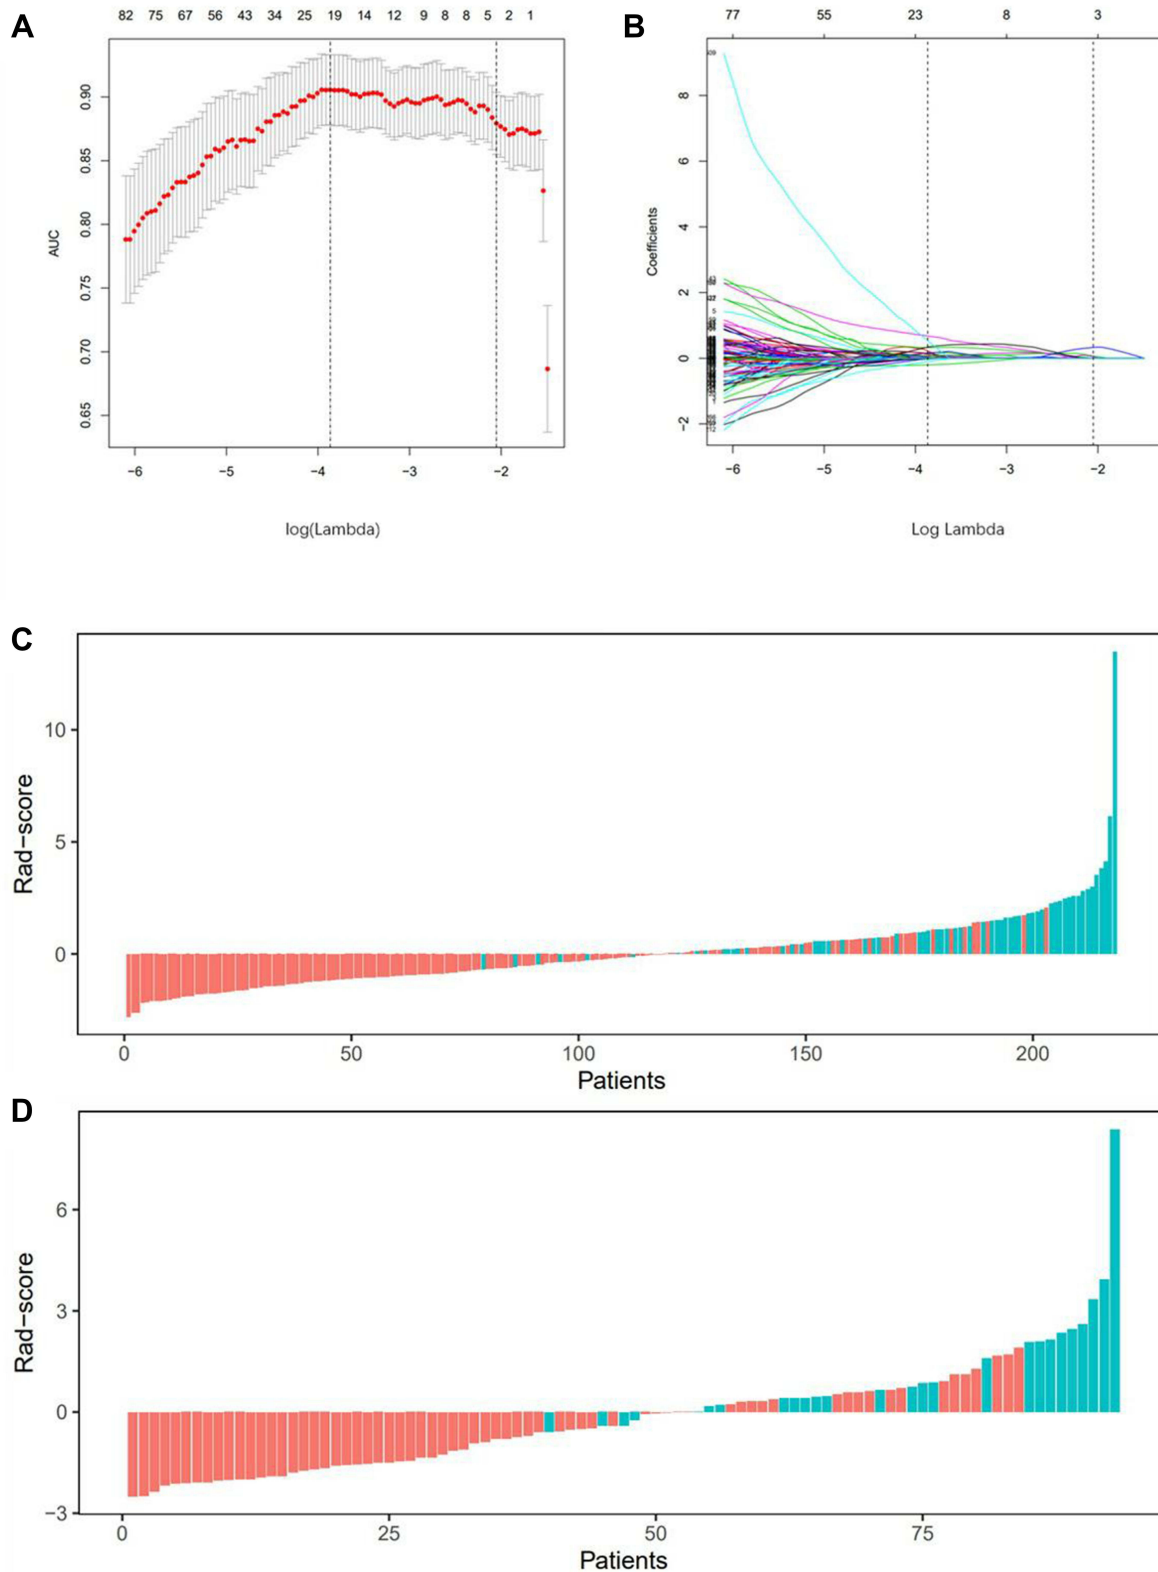 A
82 75 67 56 43 34 25 19 14 12 9 8 8 5 2 1
AUC
0.90
0.85
0.80
0.75
0.70
0.65
−6 −5 −4 −3 −2
log(Lambda)
B
77 55 23 8 3
Coefficients
8
6
4
2
0
−2
−6 −5 −4 −3 −2
Log Lambda
C
Rad−score
10
5
0
0 50 100 150 200
Patients
D
Rad−score
6
3
0
−3
0 25 50 75
Patients